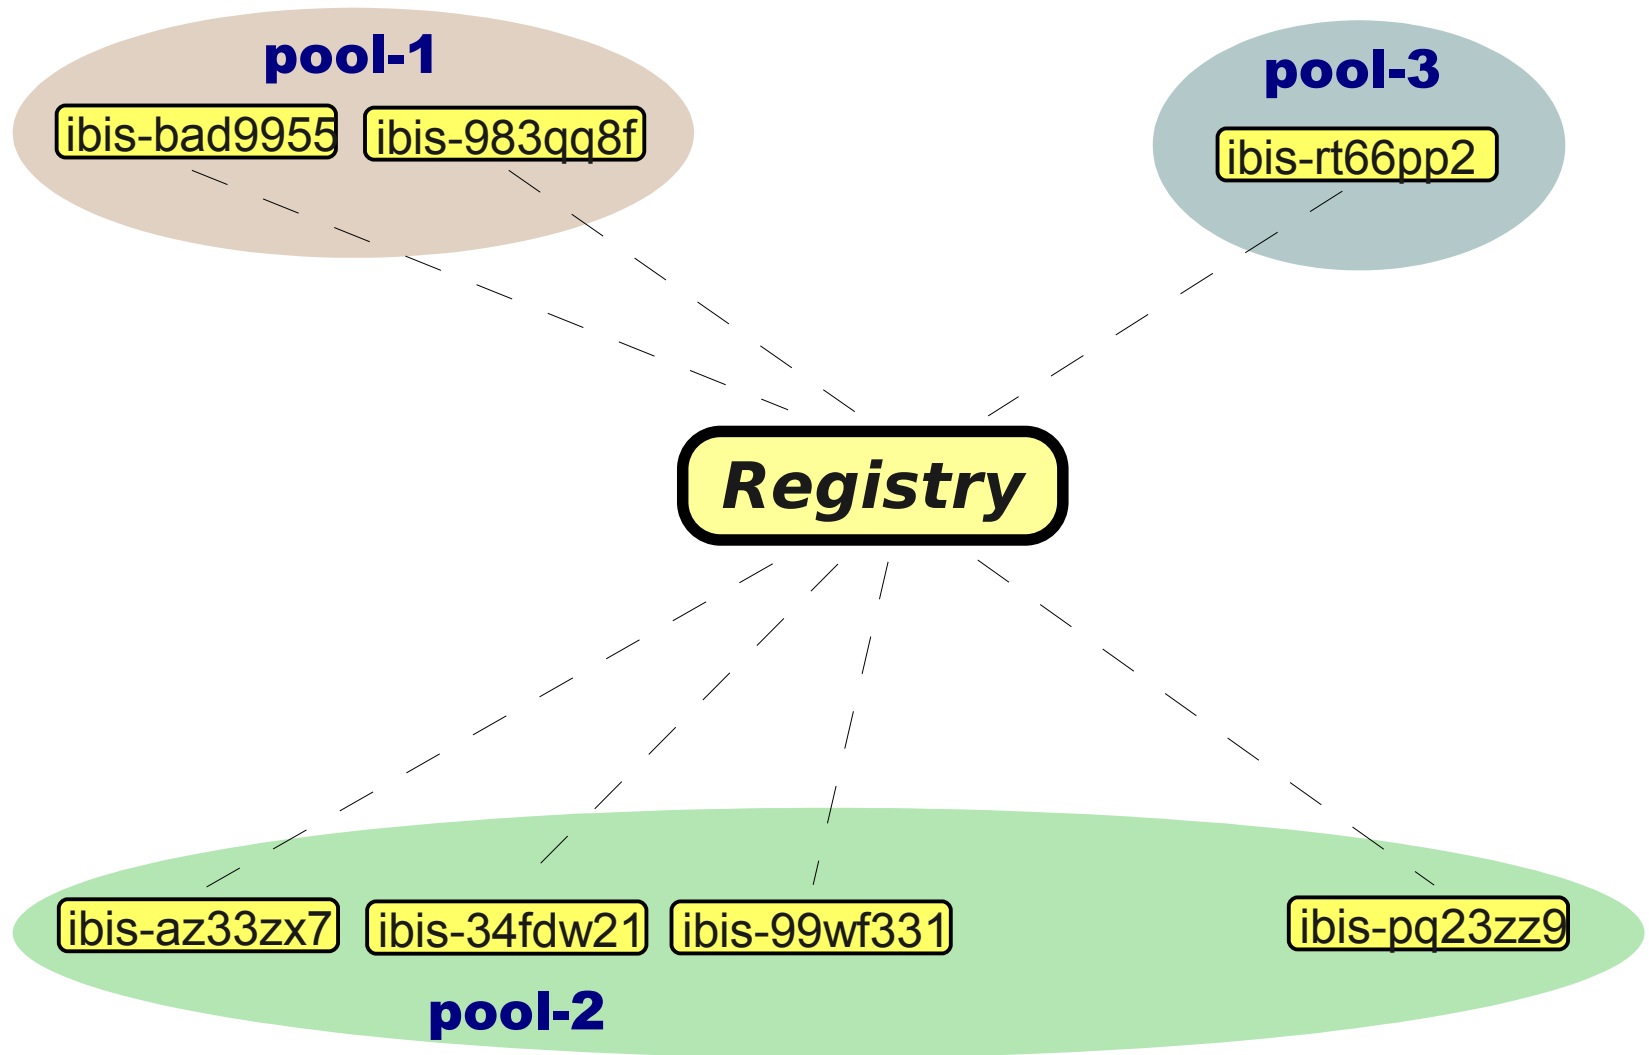 pool-1
ibis-bad9955
ibis-983qq8f
pool-3
ibis-rt66pp2
Registry
ibis-az33zx7
ibis-34fdw21
ibis-99wf331
ibis-pq23zz9
pool-2